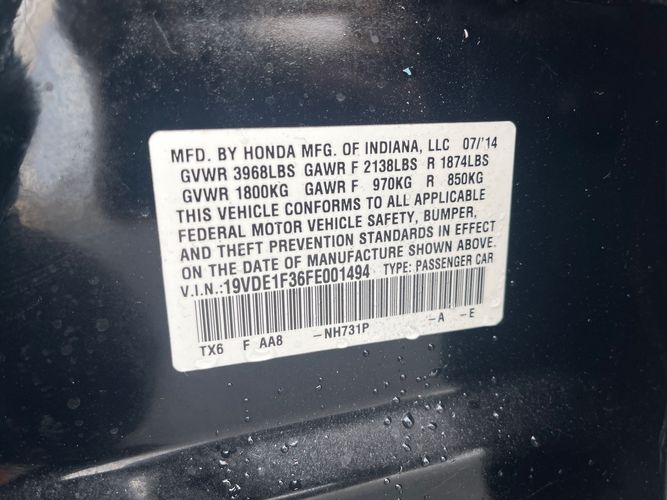 MFD. BY HONDA MFG. OF INDIANA, LLC 07/'14
GVWR 3968LBS GAWR F 2138LBS R 1874LBS
GVWR 1800KG GAWR F 970KG R 850KG
THIS VEHICLE CONFORMS TO ALL APPLICABLE
FEDERAL MOTOR VEHICLE SAFETY, BUMPER,
AND THEFT PREVENTION STANDARDS IN EFFECT
ON THE DATE OF MANUFACTURE SHOWN ABOVE.
V.I.N.:19VDE1F36FE001494 TYPE: PASSENGER CAR
TX6 F AA8 -NH731P -A -E